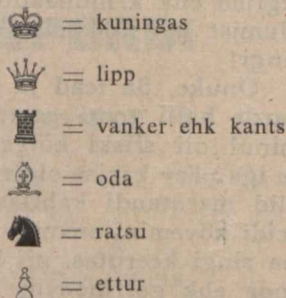 = kuningas
= lipp
= vanker ehk kants
= oda
= ratsu
= ettur